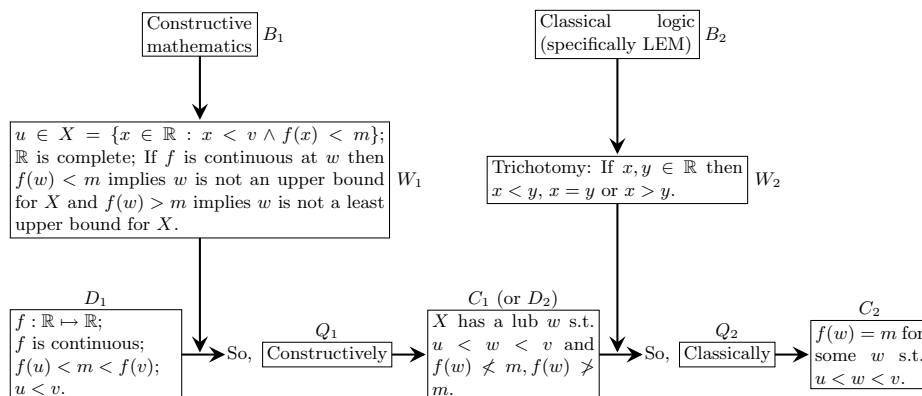 Constructive
mathematics
B₁
Classical logic
(specifically LEM)
B₂
u ∈ X = {x ∈ ℝ : x < v ∧ f(x) < m};
ℝ is complete; If f is continuous at w then
f(w) < m implies w is not an upper bound
for X and f(w) > m implies w is not a least
upper bound for X.
W₁
Trichotomy: If x, y ∈ ℝ then
x < y, x = y or x > y.
W₂
D₁
f : ℝ ↦ ℝ;
f is continuous;
f(u) < m < f(v);
u < v.
So,
Q₁
Constructively
C₁ (or D₂)
X has a lub w s.t.
u < w < v and
f(w) ≮ m, f(w) ≯
m.
So,
Q₂
Classically
C₂
f(w) = m for
some w s.t.
u < w < v.